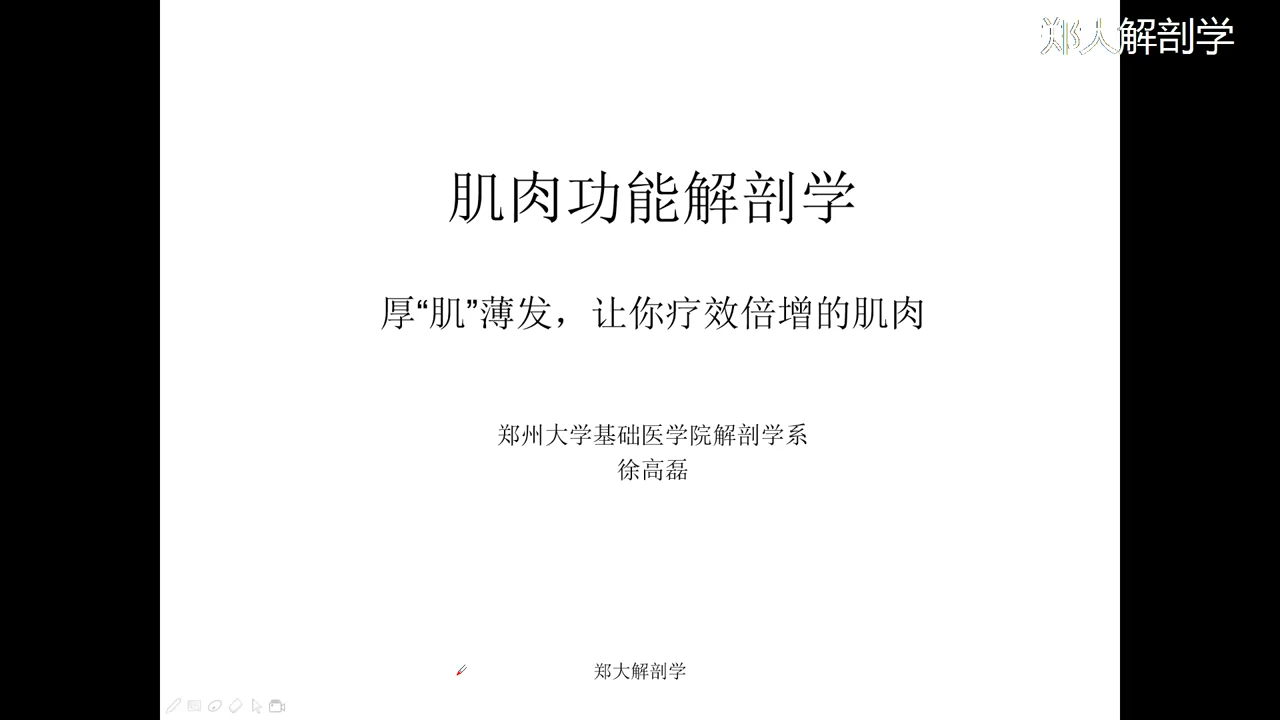 郑大解剖学
肌肉功能解剖学
厚“肌”薄发，让你疗效倍增的肌肉
郑州大学基础医学院解剖学系
徐高磊
郑大解剖学